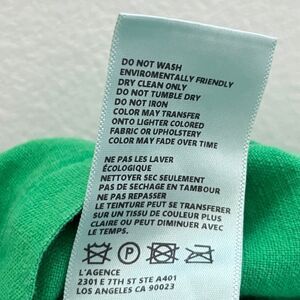 DO NOT WASH
ENVIROMENTALLY FRIENDLY
DRY CLEAN ONLY
DO NOT TUMBLE DRY
DO NOT IRON
COLOR MAY TRANSFER
ONTO LIGHTER COLORED
FABRIC OR UPHOLSTERY
COLOR MAY FADE OVER TIME
NE PAS LES LAVER
ÉCOLOGIQUE
NETTOYER SEC SEULEMENT
PAS DE SECHAGE EN TAMBOUR
NE PAS REPASSER
LE TEINTURE PEUT SE TRANSFERER
SUR UN TISSU DE COULEUR PLUS
CLAIRE OU PEUT DIMINUER AVEC
LE TEMPS.
P
L'AGENCE
2301 E 7TH ST STE A401
LOS ANGELES CA 90023